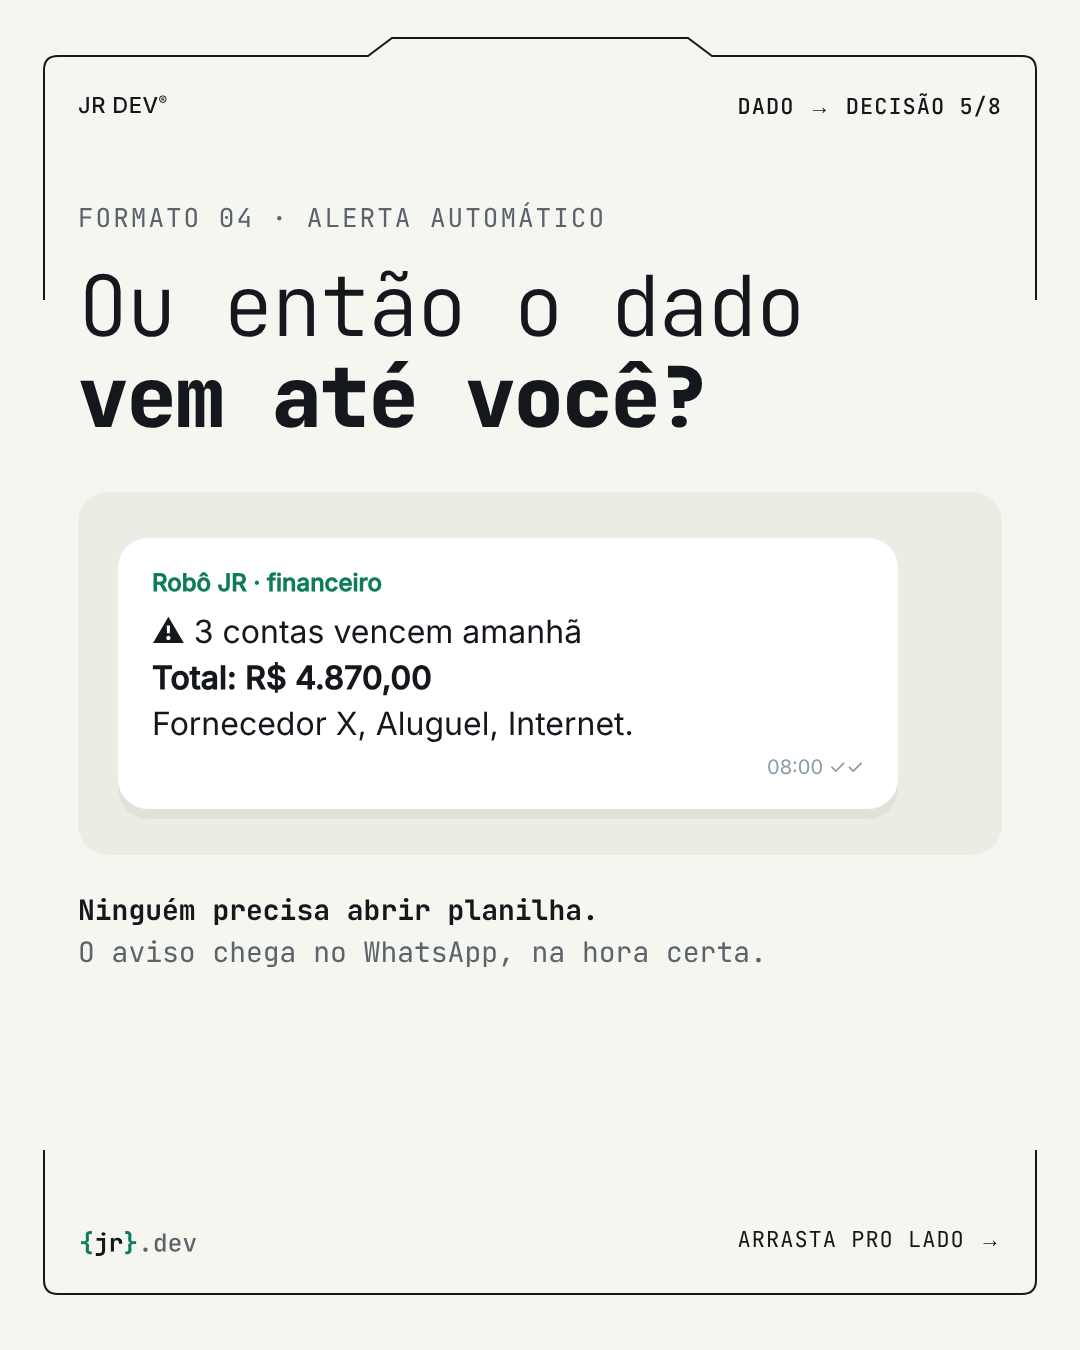 JR DEV®
DADO → DECISÃO 5/8
FORMATO 04 · ALERTA AUTOMÁTICO
Ou então o dado
vem até você?
Robô JR · financeiro
⚠ 3 contas vencem amanhã
Total: R$ 4.870,00
Fornecedor X, Aluguel, Internet.
08:00 ✓✓
Ninguém precisa abrir planilha.
O aviso chega no WhatsApp, na hora certa.
{jr}.dev
ARRASTA PRO LADO →